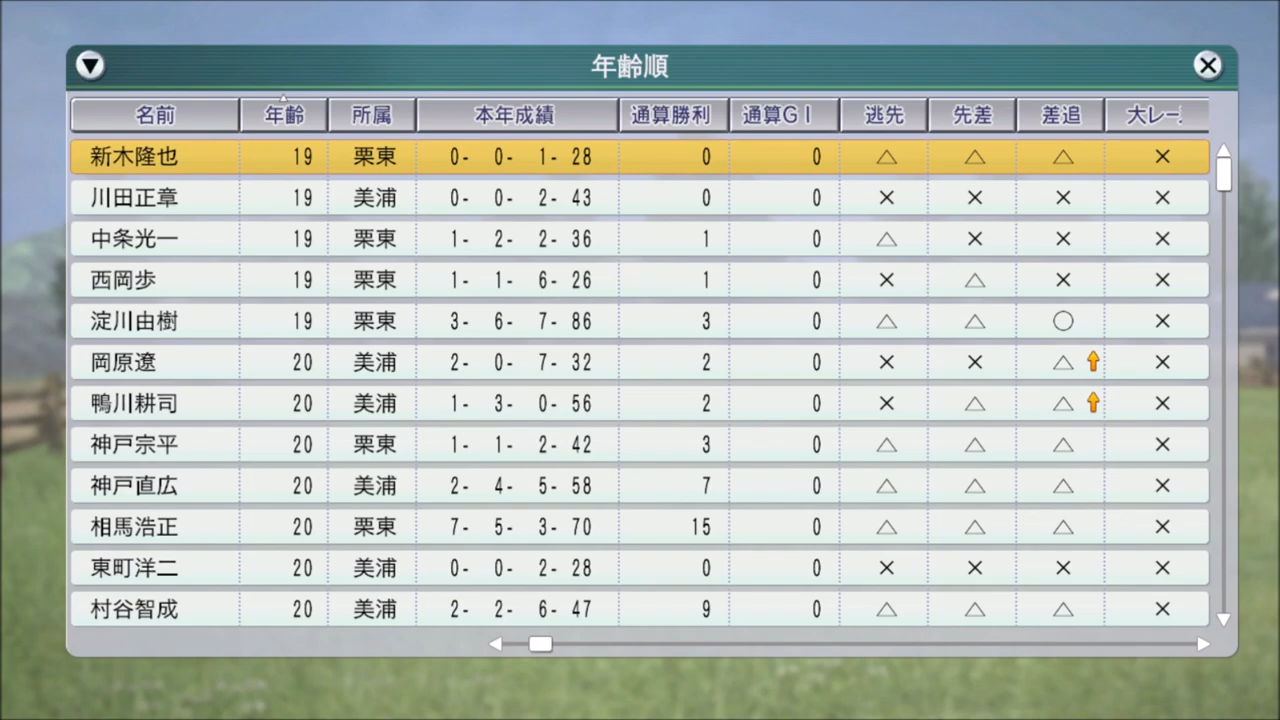 年齢順
名前 年齢 所属 本年成績 通算勝利 通算GⅠ 逃先 先差 差追 大レー
新木隆也 19 栗東 0- 0- 1- 28 0 0 △ △ △ ×
川田正章 19 美浦 0- 0- 2- 43 0 0 × × × ×
中条光一 19 栗東 1- 2- 2- 36 1 0 △ × × ×
西岡歩 19 栗東 1- 1- 6- 26 1 0 × △ × ×
淀川由樹 19 栗東 3- 6- 7- 86 3 0 △ △ ○ ×
岡原遼 20 美浦 2- 0- 7- 32 2 0 × × △ ×
鴨川耕司 20 美浦 1- 3- 0- 56 2 0 × △ △ ×
神戸宗平 20 栗東 1- 1- 2- 42 3 0 △ △ △ ×
神戸直広 20 美浦 2- 4- 5- 58 7 0 △ △ △ ×
相馬浩正 20 栗東 7- 5- 3- 70 15 0 △ △ △ ×
東町洋二 20 美浦 0- 0- 2- 28 0 0 × × × ×
村谷智成 20 美浦 2- 2- 6- 47 9 0 △ △ △ ×